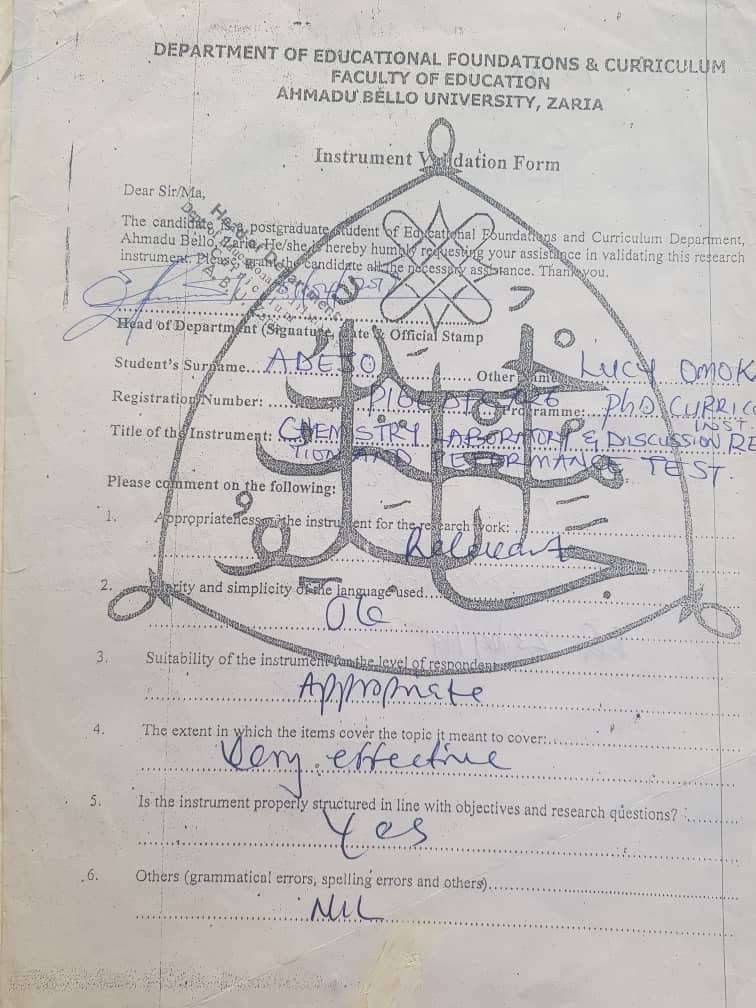 DEPARTMENT OF EDUCATIONAL FOUNDATIONS & CURRICULUM
FACULTY OF EDUCATION
AHMADU BELLO UNIVERSITY, ZARIA
Instrument Validation Form
Dear Sir/Ma,
The candidate is a postgraduate student of Educational Foundations and Curriculum Department,
Ahmadu Bello, Zaria. He/she is hereby humbly requesting your assistance in validating this research
instrument. Please grant the candidate all the necessary assistance. Thank you.
Head of Department
Head of Department (Signature, Date & Official Stamp
Student's Surname... ADEJO Other Name LUCY OMOK
Registration Number: Programme: PhD CURRIC
INST.
Title of the Instrument: CHEMISTRY LABORATORY & DISCUSSION RE
TION AND PERFORMANCE TEST.
Please comment on the following:
1. Appropriateness of the instrument for the research work:
Relevant
2. Clarity and simplicity of the language used...
OK
3. Suitability of the instrument for the level of respondents
Appropriate
4. The extent in which the items cover the topic it meant to cover:...
Very effective
5. Is the instrument properly structured in line with objectives and research questions?
Yes
6. Others (grammatical errors, spelling errors and others)...
NIL